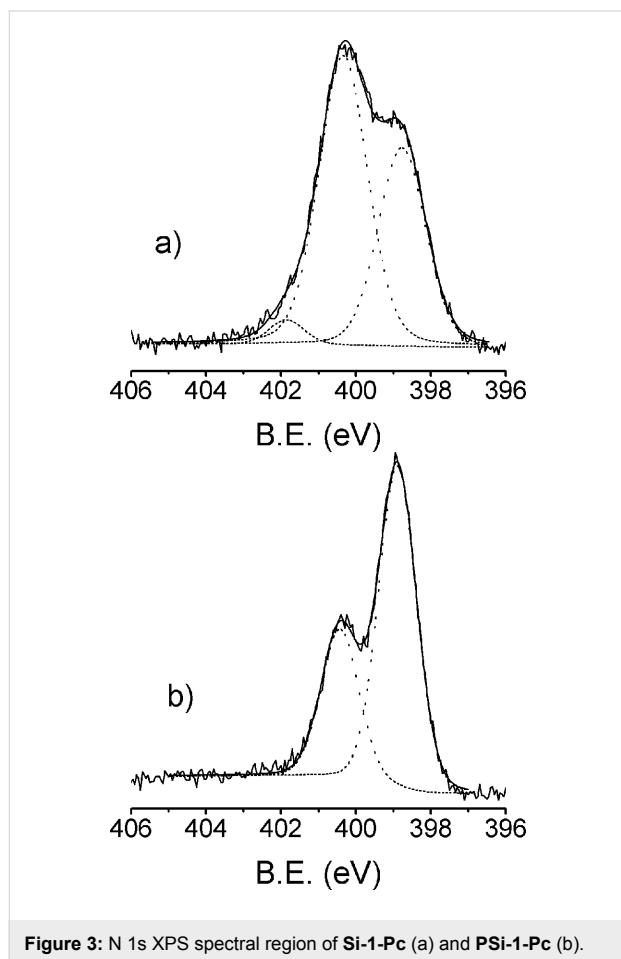 a)
406 404 402 400 398 396
B.E. (eV)
b)
406 404 402 400 398 396
B.E. (eV)
Figure 3: N 1s XPS spectral region of Si-1-Pc (a) and PSi-1-Pc (b).